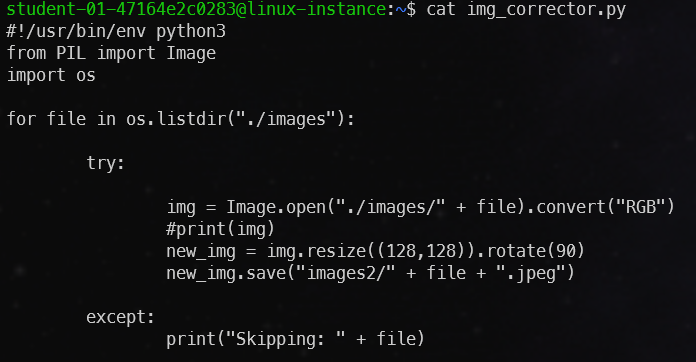 student-01-47164e2c0283@linux-instance:~$ cat img_corrector.py
#!/usr/bin/env python3
from PIL import Image
import os
for file in os.listdir("./images"):
try:
img = Image.open("./images/" + file).convert("RGB")
#print(img)
new_img = img.resize((128,128)).rotate(90)
new_img.save("images2/" + file + ".jpeg")
except:
print("Skipping: " + file)